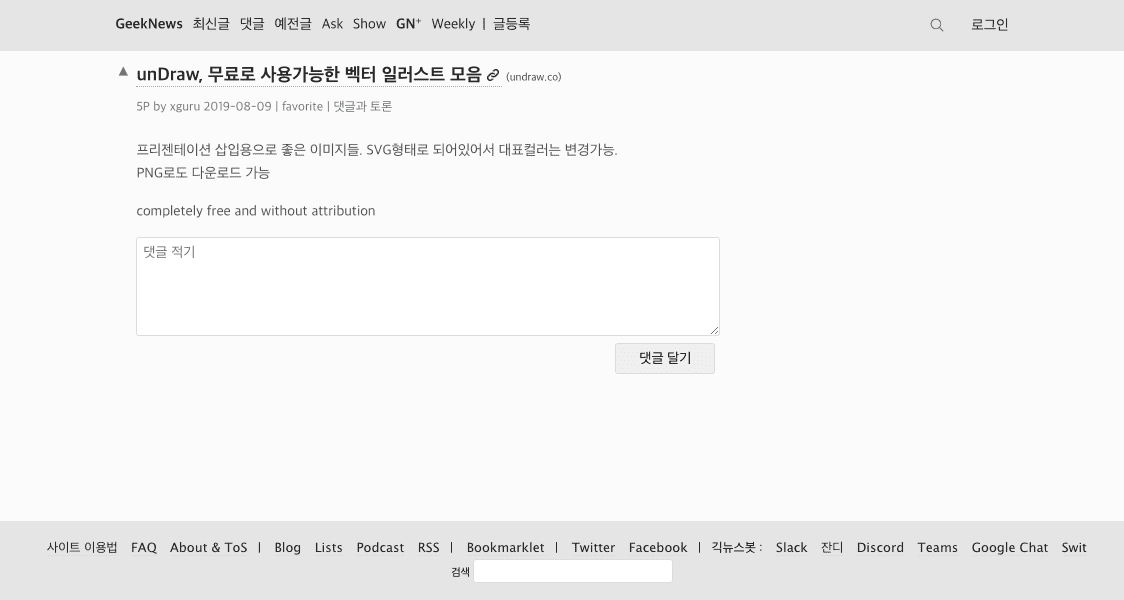 GeekNews 최신글 댓글 예전글 Ask Show GN⁺ Weekly | 글등록 로그인
▲ unDraw, 무료로 사용가능한 벡터 일러스트 모음 (undraw.co)
5P by xguru 2019-08-09 | favorite | 댓글과 토론
프리젠테이션 삽입용으로 좋은 이미지들. SVG형태로 되어있어서 대표컬러는 변경가능.
PNG로도 다운로드 가능
completely free and without attribution
댓글 적기
댓글 달기
사이트 이용법 FAQ About & ToS | Blog Lists Podcast RSS | Bookmarklet | Twitter Facebook | 긱뉴스봇 : Slack 잔디 Discord Teams Google Chat Swit
검색